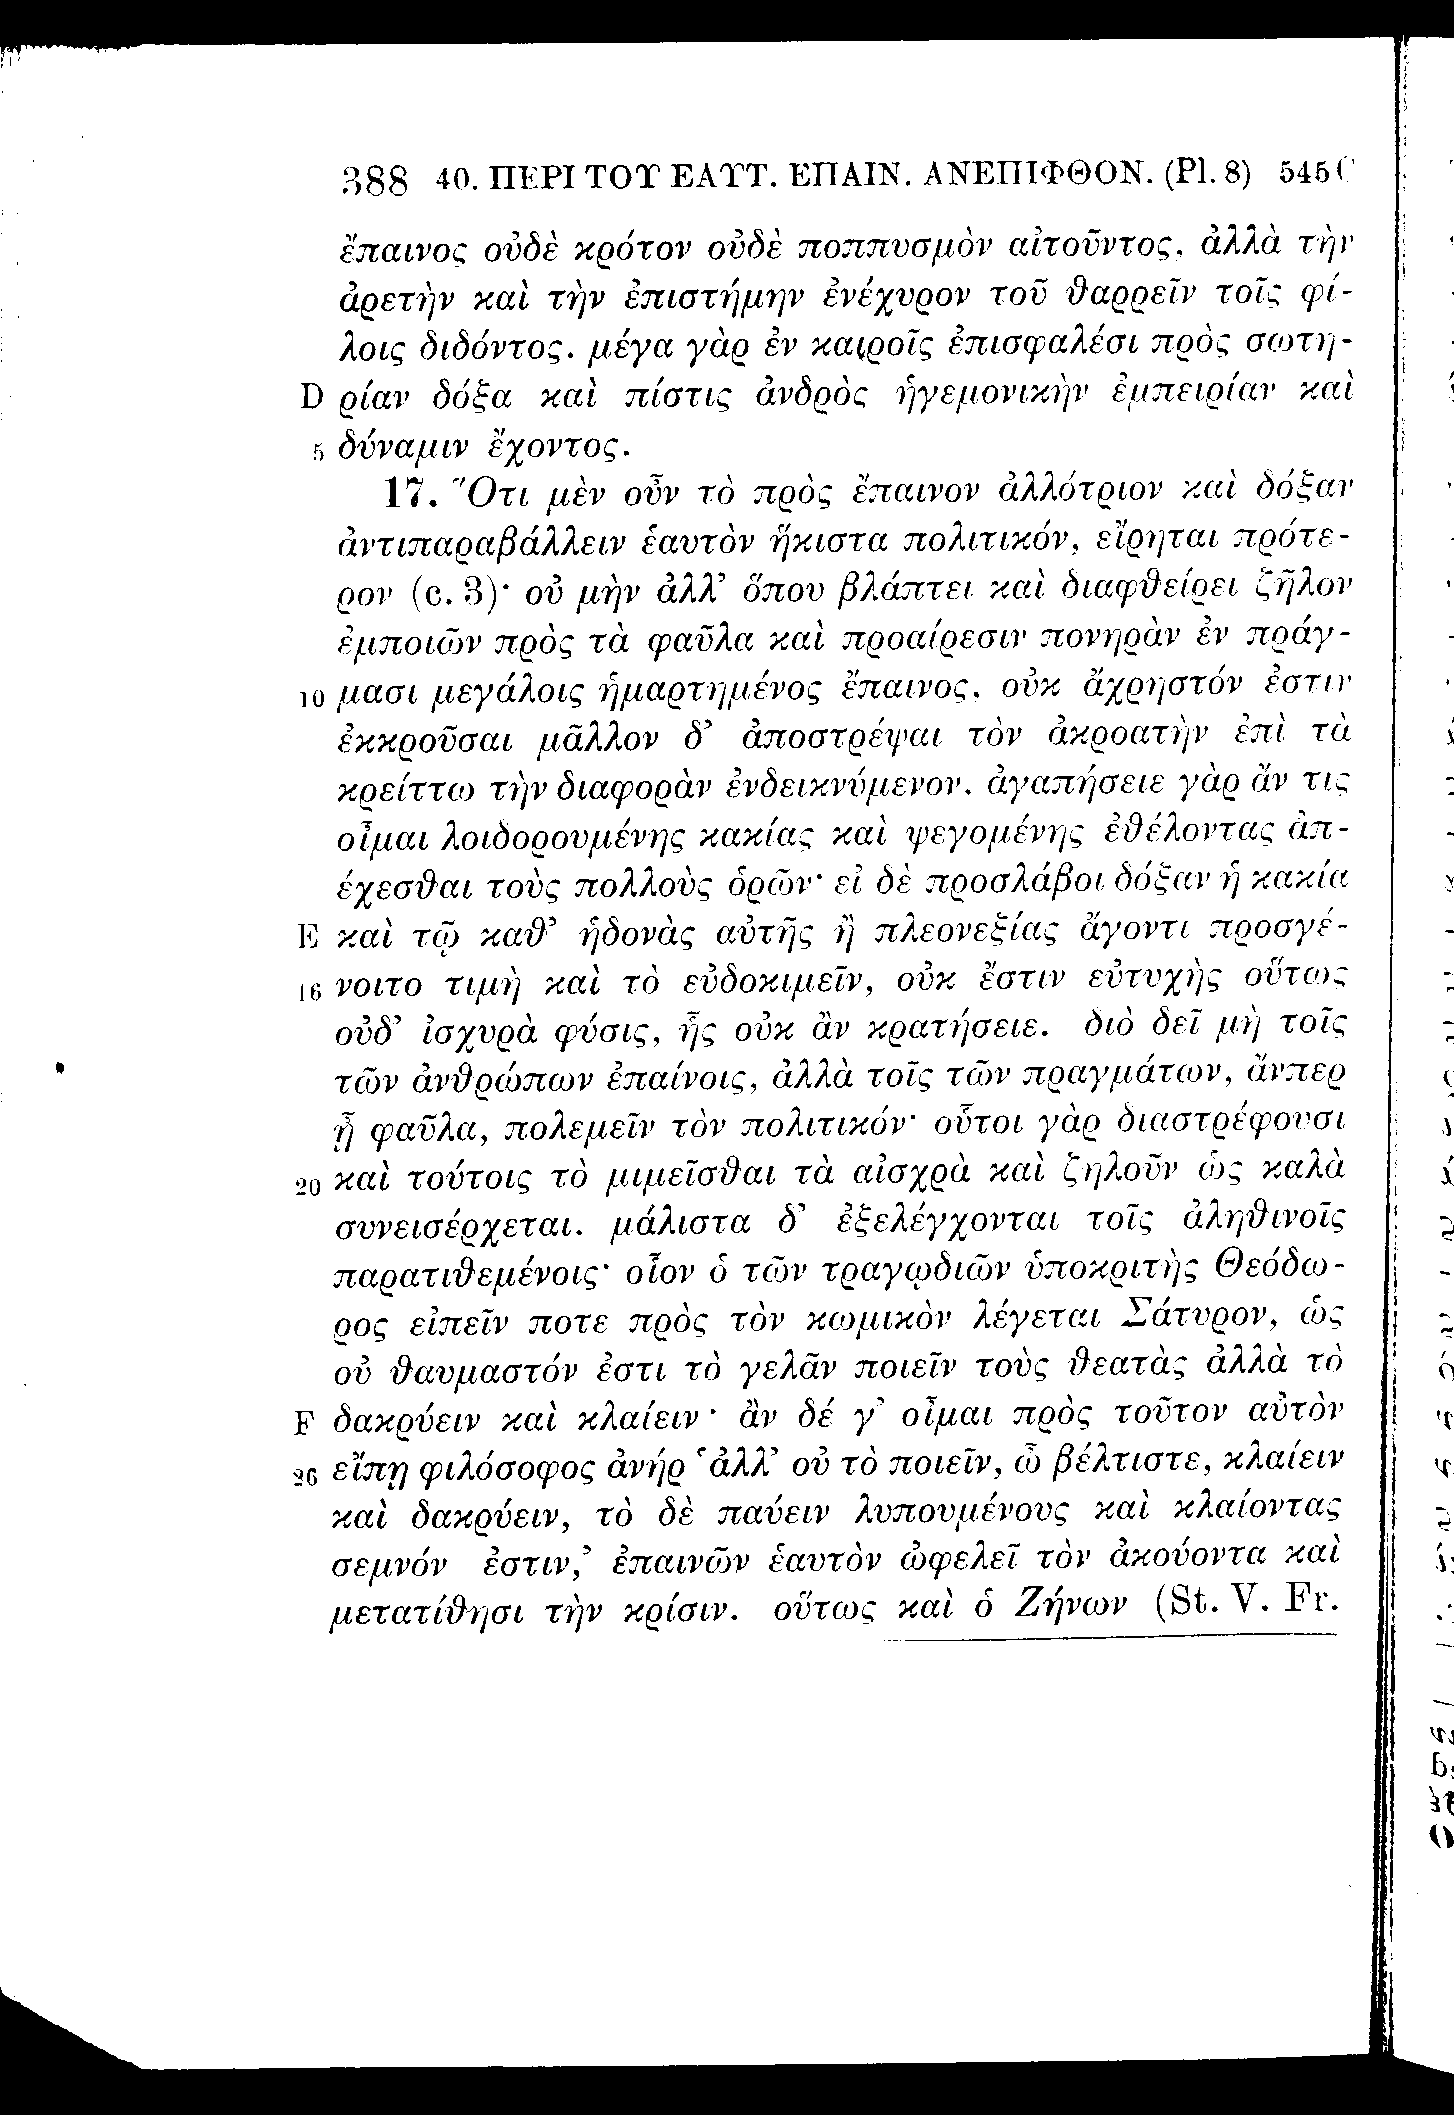 388 40. ΠΕΡΙ ΤΟΥ ΕΑΥΤ. ΕΠΑΙΝ. ΑΝΕΠΙΦΘΟΝ. (Pl. 8) 545 C
ἔπαινος οὐδὲ κρότον οὐδὲ ποππυσμὸν αἰτοῦντος, ἀλλὰ τὴν
ἀρετὴν καὶ τὴν ἐπιστήμην ἐνέχυρον τοῦ θαρρεῖν τοῖς φί-
λοις διδόντος. μέγα γὰρ ἐν καιροῖς ἐπισφαλέσι πρὸς σωτη-
D ρίαν δόξα καὶ πίστις ἀνδρὸς ἡγεμονικὴν ἐμπειρίαν καὶ
5 δύναμιν ἔχοντος.
17. Ὅτι μὲν οὖν τὸ πρὸς ἔπαινον ἀλλότριον καὶ δόξαν
ἀντιπαραβάλλειν ἑαυτὸν ἥκιστα πολιτικόν, εἴρηται πρότε-
ρον (c. 3)· οὐ μὴν ἀλλ’ ὅπου βλάπτει καὶ διαφθείρει ζῆλον
ἐμποιῶν πρὸς τὰ φαῦλα καὶ προαίρεσιν πονηρὰν ἐν πράγ-
10 μασι μεγάλοις ἡμαρτημένος ἔπαινος, οὐκ ἄχρηστόν ἐστιν
ἐκκροῦσαι μᾶλλον δ’ ἀποστρέψαι τὸν ἀκροατὴν ἐπὶ τὰ
κρείττω τὴν διαφορὰν ἐνδεικνύμενον. ἀγαπήσειε γὰρ ἄν τις
οἶμαι λοιδορουμένης κακίας καὶ ψεγομένης ἐθέλοντας ἀπ-
έχεσθαι τοὺς πολλοὺς ὁρῶν· εἰ δὲ προσλάβοι δόξαν ἡ κακία
E καὶ τῷ καθ’ ἡδονὰς αὐτῆς ἢ πλεονεξίας ἄγοντι προσγέ-
16 νοιτο τιμὴ καὶ τὸ εὐδοκιμεῖν, οὐκ ἔστιν εὐτυχὴς οὕτως
οὐδ’ ἰσχυρὰ φύσις, ἧς οὐκ ἂν κρατήσειε. διὸ δεῖ μὴ τοῖς
τῶν ἀνθρώπων ἐπαίνοις, ἀλλὰ τοῖς τῶν πραγμάτων, ἄνπερ
ᾖ φαῦλα, πολεμεῖν τὸν πολιτικόν· οὗτοι γὰρ διαστρέφουσι
20 καὶ τούτοις τὸ μιμεῖσθαι τὰ αἰσχρὰ καὶ ζηλοῦν ὡς καλὰ
συνεισέρχεται. μάλιστα δ’ ἐξελέγχονται τοῖς ἀληθινοῖς
παρατιθεμένοις· οἷον ὁ τῶν τραγῳδιῶν ὑποκριτὴς Θεόδω-
ρος εἰπεῖν ποτε πρὸς τὸν κωμικὸν λέγεται Σάτυρον, ὡς
οὐ θαυμαστόν ἐστι τὸ γελᾶν ποιεῖν τοὺς θεατὰς ἀλλὰ τὸ
F δακρύειν καὶ κλαίειν· ἂν δέ γ’ οἶμαι πρὸς τοῦτον αὐτὸν
26 εἴπῃ φιλόσοφος ἀνήρ ‘ἀλλ’ οὐ τὸ ποιεῖν, ὦ βέλτιστε, κλαίειν
καὶ δακρύειν, τὸ δὲ παύειν λυπουμένους καὶ κλαίοντας
σεμνόν ἐστιν,’ ἐπαινῶν ἑαυτὸν ὠφελεῖ τὸν ἀκούοντα καὶ
μετατίθησι τὴν κρίσιν. οὕτως καὶ ὁ Ζήνων (St. V. Fr.